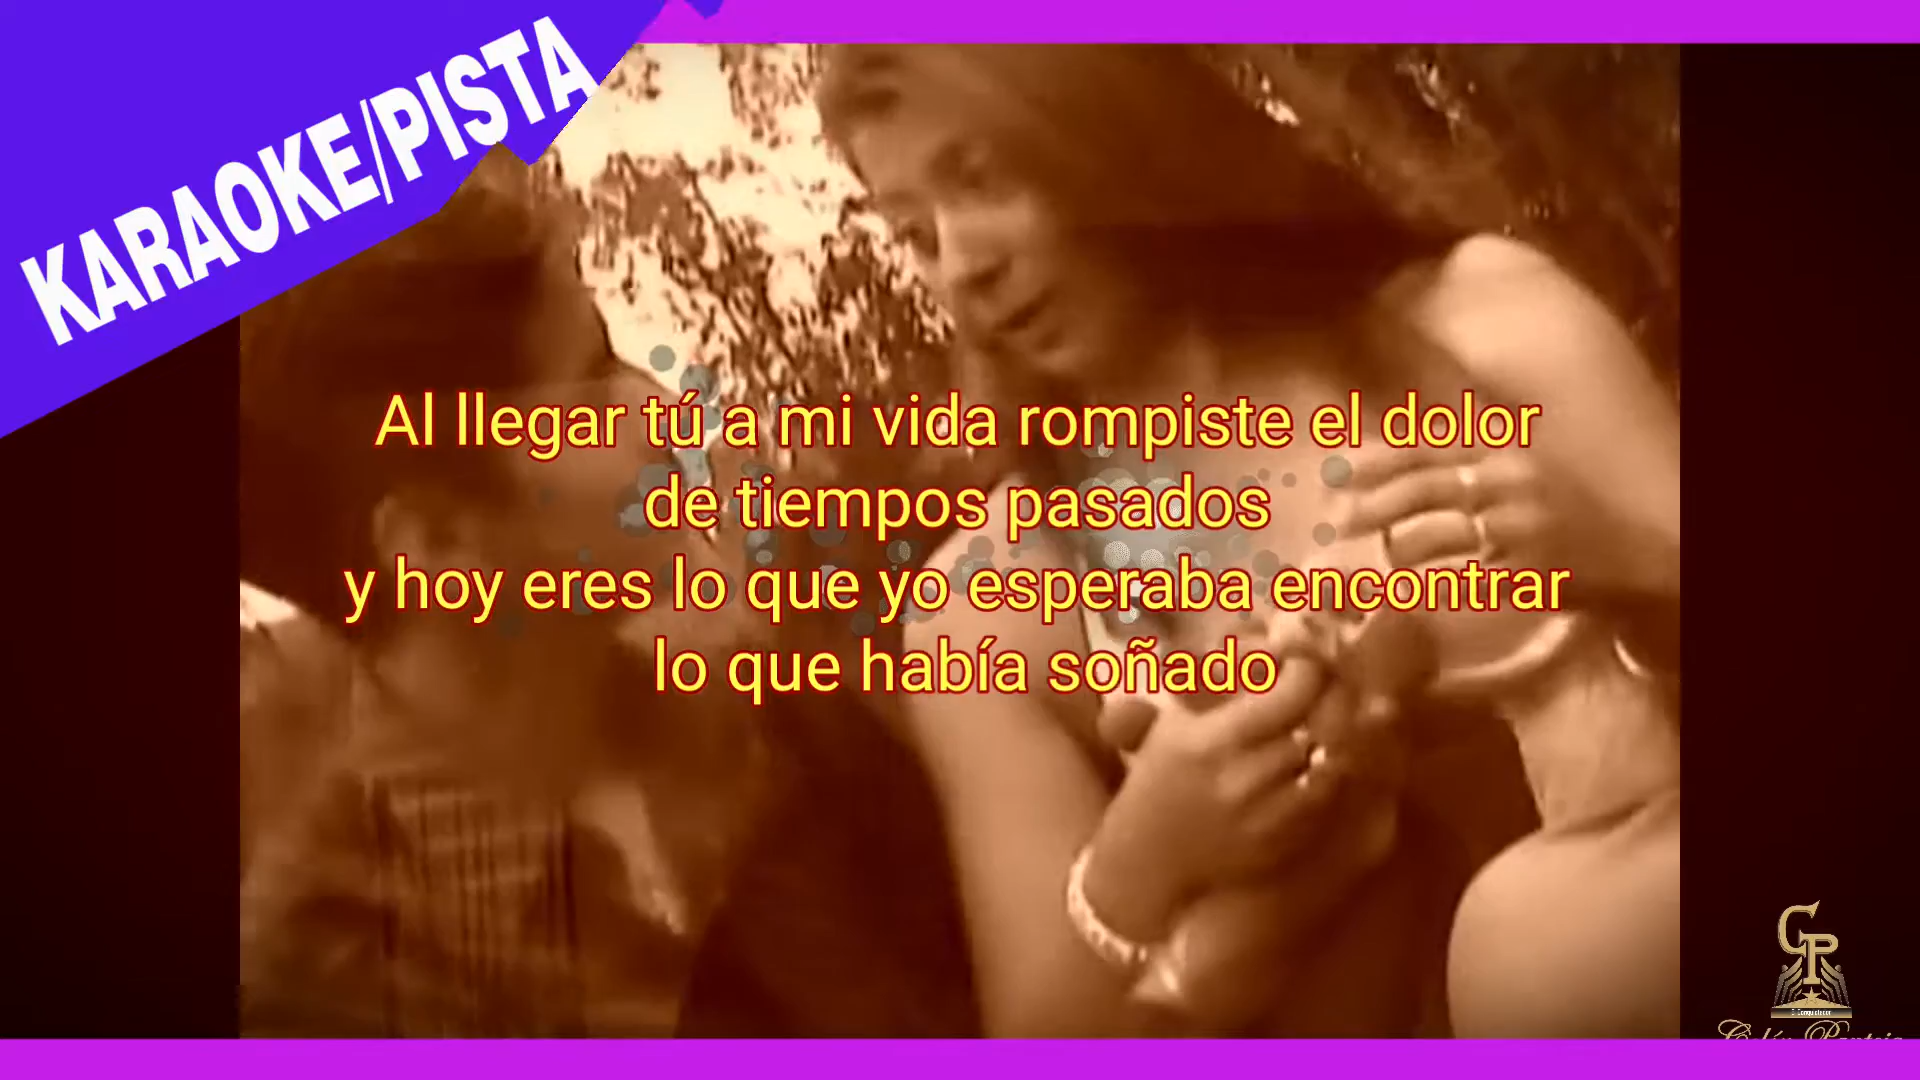 KARAOKE/PISTA
Al llegar tú a mi vida rompiste el dolor
de tiempos pasados
y hoy eres lo que yo esperaba encontrar
lo que había soñado
CP